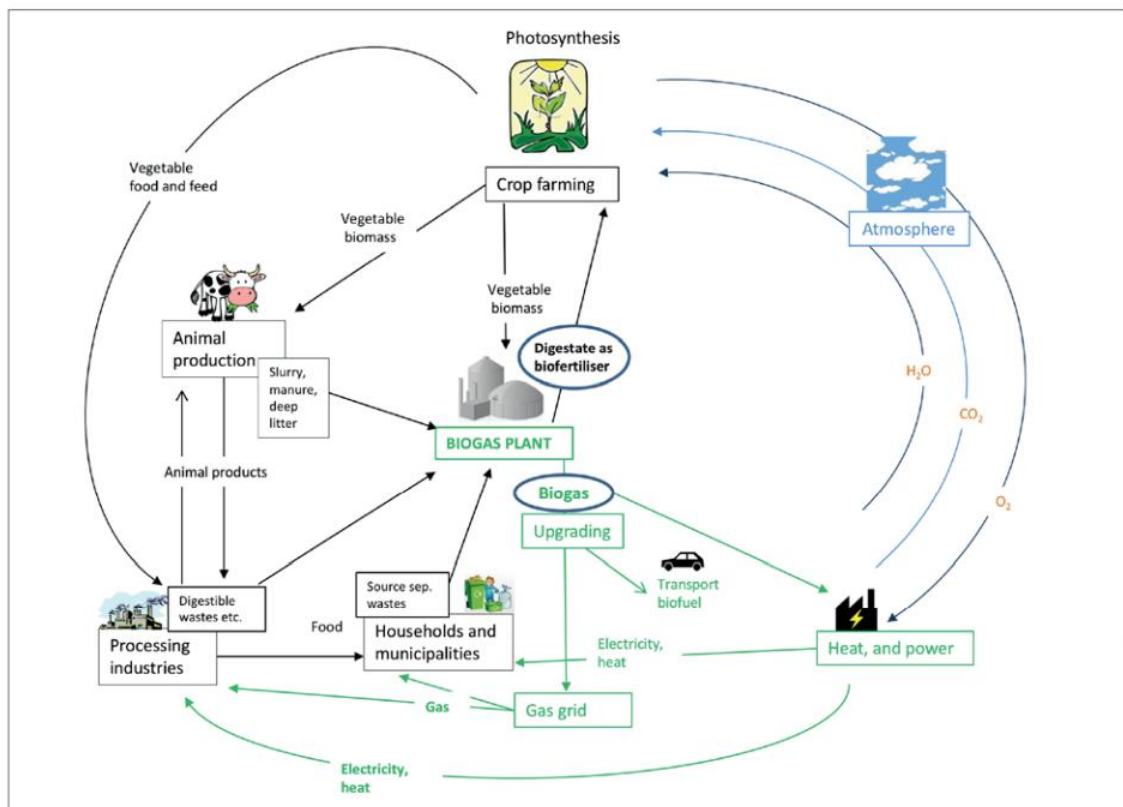 Photosynthesis
Vegetable
food and feed
Crop farming
Atmosphere
Vegetable
biomass
Vegetable
biomass
Animal
production
Slurry,
manure,
deep
litter
Digestate as
biofertiliser
H₂O
CO₂
O₂
BIOGAS PLANT
Animal products
Biogas
Upgrading
Transport
biofuel
Digestible
wastes etc.
Source sep.
wastes
Food
Processing
industries
Households and
municipalities
Electricity,
heat
Heat, and power
Gas
Gas grid
Electricity,
heat